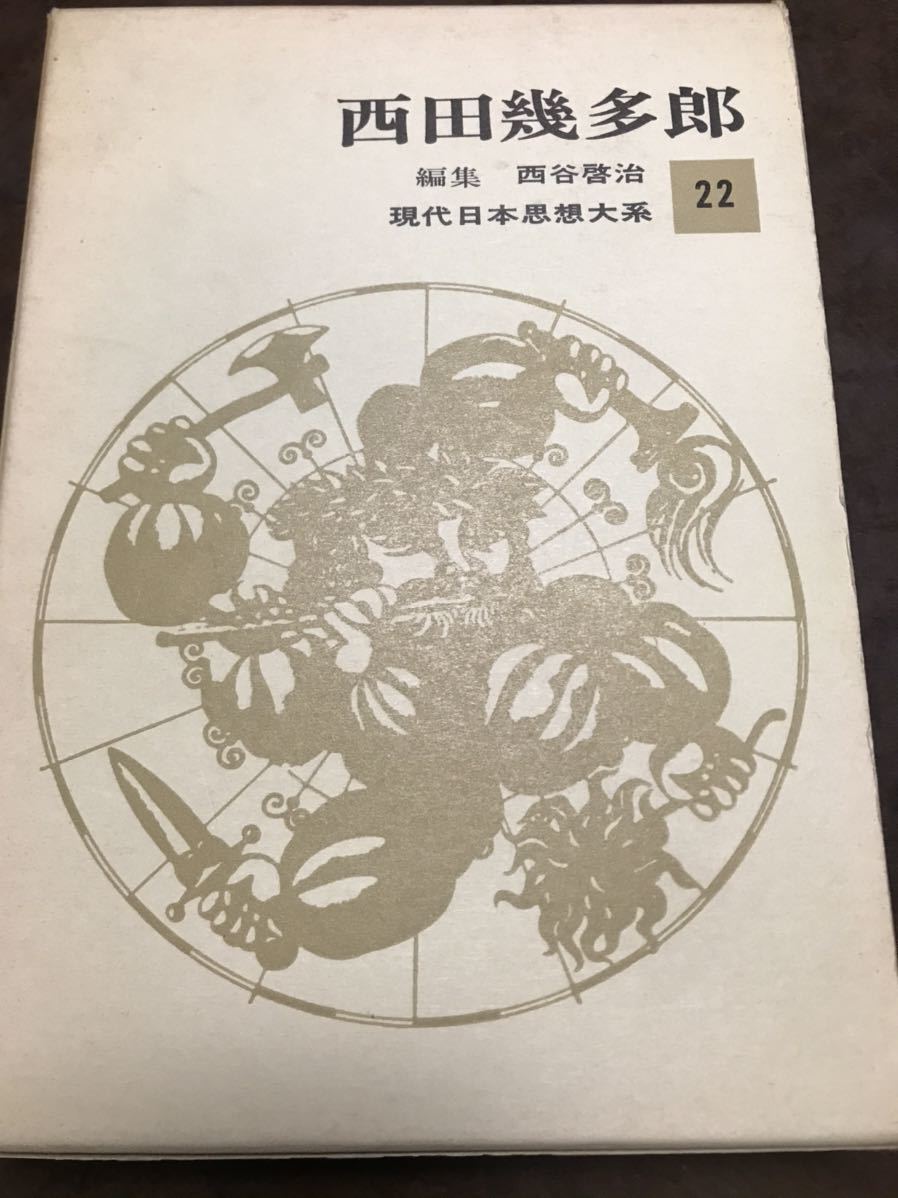 西田幾多郎
編集 西谷啓治
現代日本思想大系
22